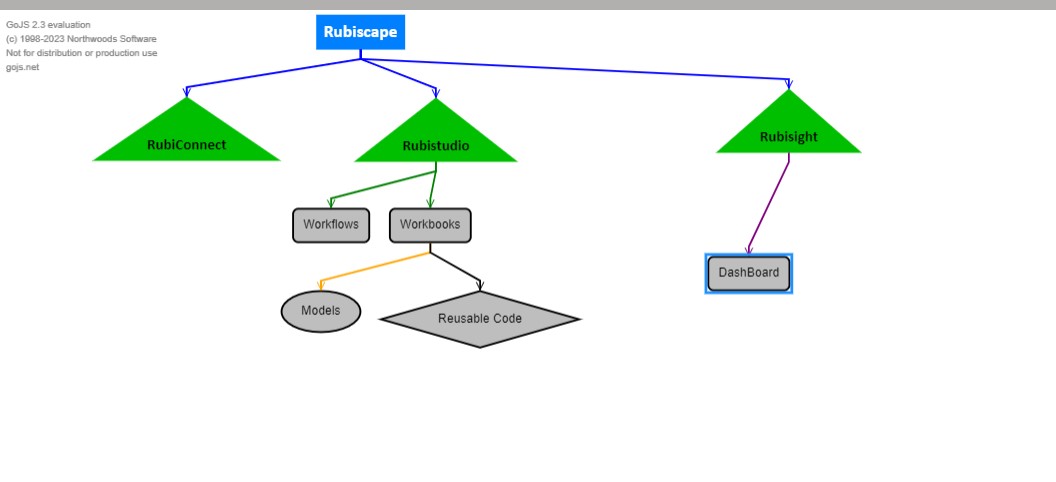 GoJS 2.3 evaluation
(c) 1998-2023 Northwoods Software
Not for distribution or production use
gojs.net
Rubiscape
RubiConnect
Rubistudio
Rubisight
Workflows
Workbooks
DashBoard
Models
Reusable Code